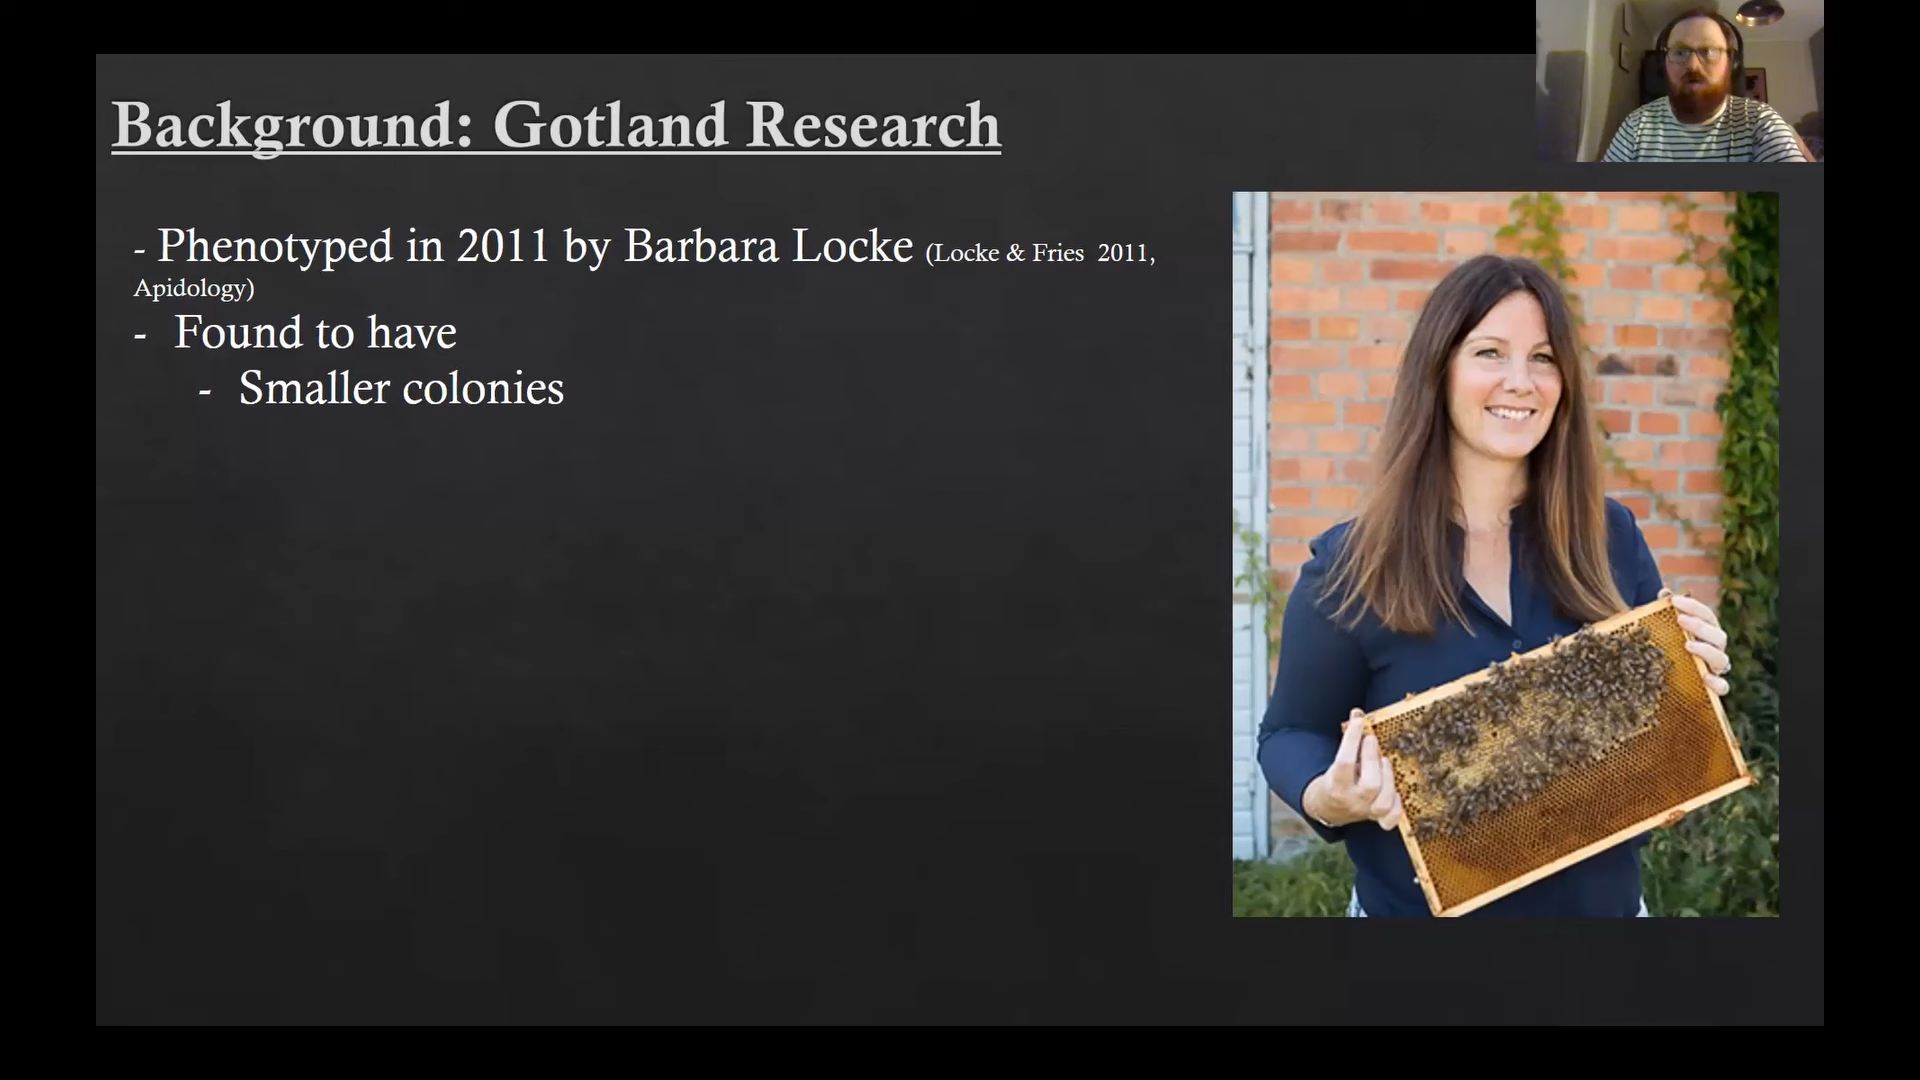 Background: Gotland Research
- Phenotyped in 2011 by Barbara Locke (Locke & Fries 2011,
Apidology)
- Found to have
- Smaller colonies